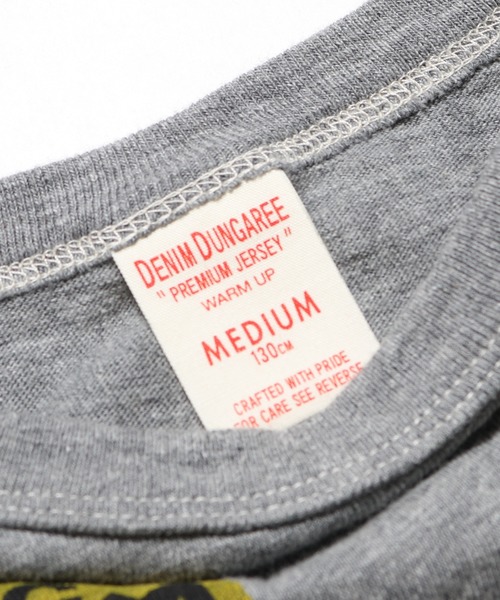 DENIM DUNGAREE
"PREMIUM JERSEY"
WARM UP
MEDIUM
130CM
CRAFTED WITH PRIDE
FOR CARE SEE REVERSE